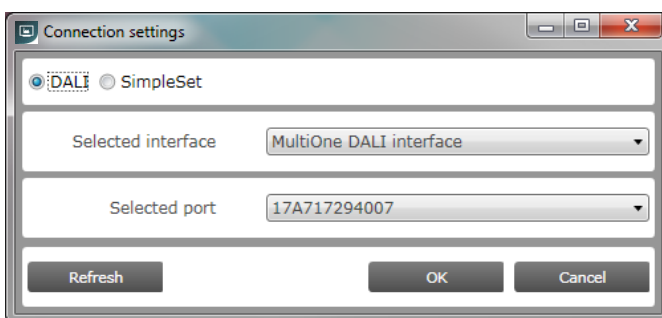 Connection settings
DALI SimpleSet
Selected interface MultiOne DALI interface
Selected port 17A717294007
Refresh OK Cancel